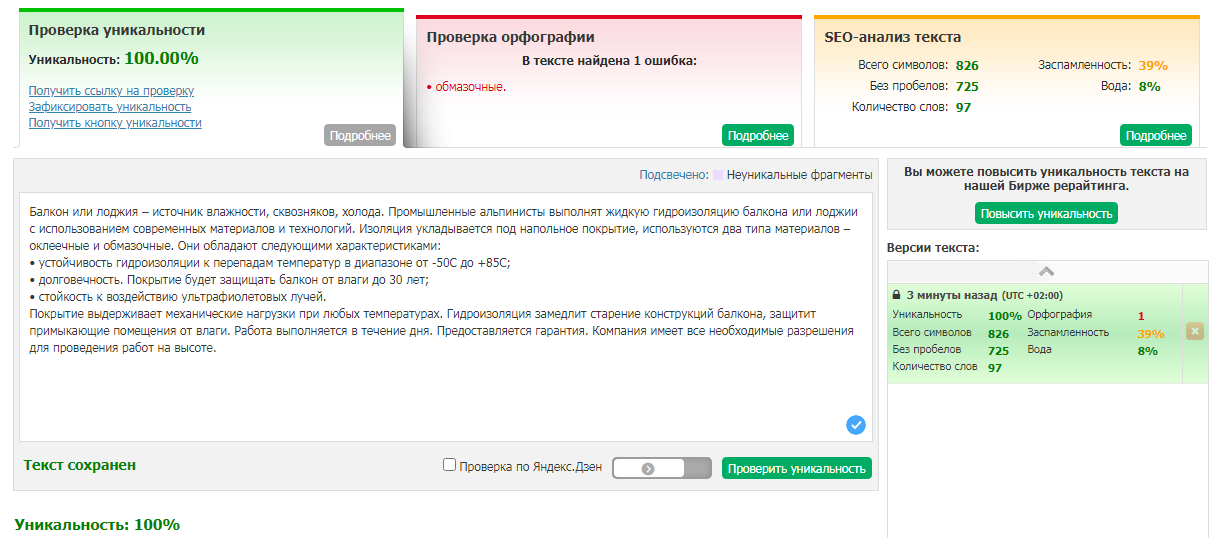 Проверка уникальности
Уникальность: 100.00%
Получить ссылку на проверку
Зафиксировать уникальность
Получить кнопку уникальности
Подробнее
Проверка орфографии
В тексте найдена 1 ошибка:
• обмазочные.
Подробнее
SEO-анализ текста
Всего символов: 826
Без пробелов: 725
Количество слов: 97
Заспамленность: 39%
Вода: 8%
Подробнее
Подсвечено: Неуникальные фрагменты
Балкон или лоджия – источник влажности, сквозняков, холода. Промышленные альпинисты выполнят жидкую гидроизоляцию балкона или лоджии
с использованием современных материалов и технологий. Изоляция укладывается под напольное покрытие, используются два типа материалов –
оклеечные и обмазочные. Они обладают следующими характеристиками:
• устойчивость гидроизоляции к перепадам температур в диапазоне от -50С до +85С;
• долговечность. Покрытие будет защищать балкон от влаги до 30 лет;
• стойкость к воздействию ультрафиолетовых лучей.
Покрытие выдерживает механические нагрузки при любых температурах. Гидроизоляция замедлит старение конструкций балкона, защитит
примыкающие помещения от влаги. Работа выполняется в течение дня. Предоставляется гарантия. Компания имеет все необходимые разрешения
для проведения работ на высоте.
Текст сохранен
Проверка по Яндекс.Дзен
Проверить уникальность
Уникальность: 100%
Вы можете повысить уникальность текста на
нашей Бирже рерайтинга.
Повысить уникальность
Версии текста:
3 минуты назад (UTC +02:00)
Уникальность 100% Орфография 1
Всего символов 826 Заспамленность 39%
Без пробелов 725 Вода 8%
Количество слов 97